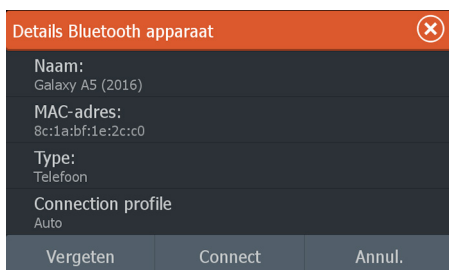 Details Bluetooth apparaat
Naam:
Galaxy A5 (2016)
MAC-adres:
8c:1a:bf:1e:2c:c0
Type:
Telefoon
Connection profile
Auto
Vergeten Connect Annul.